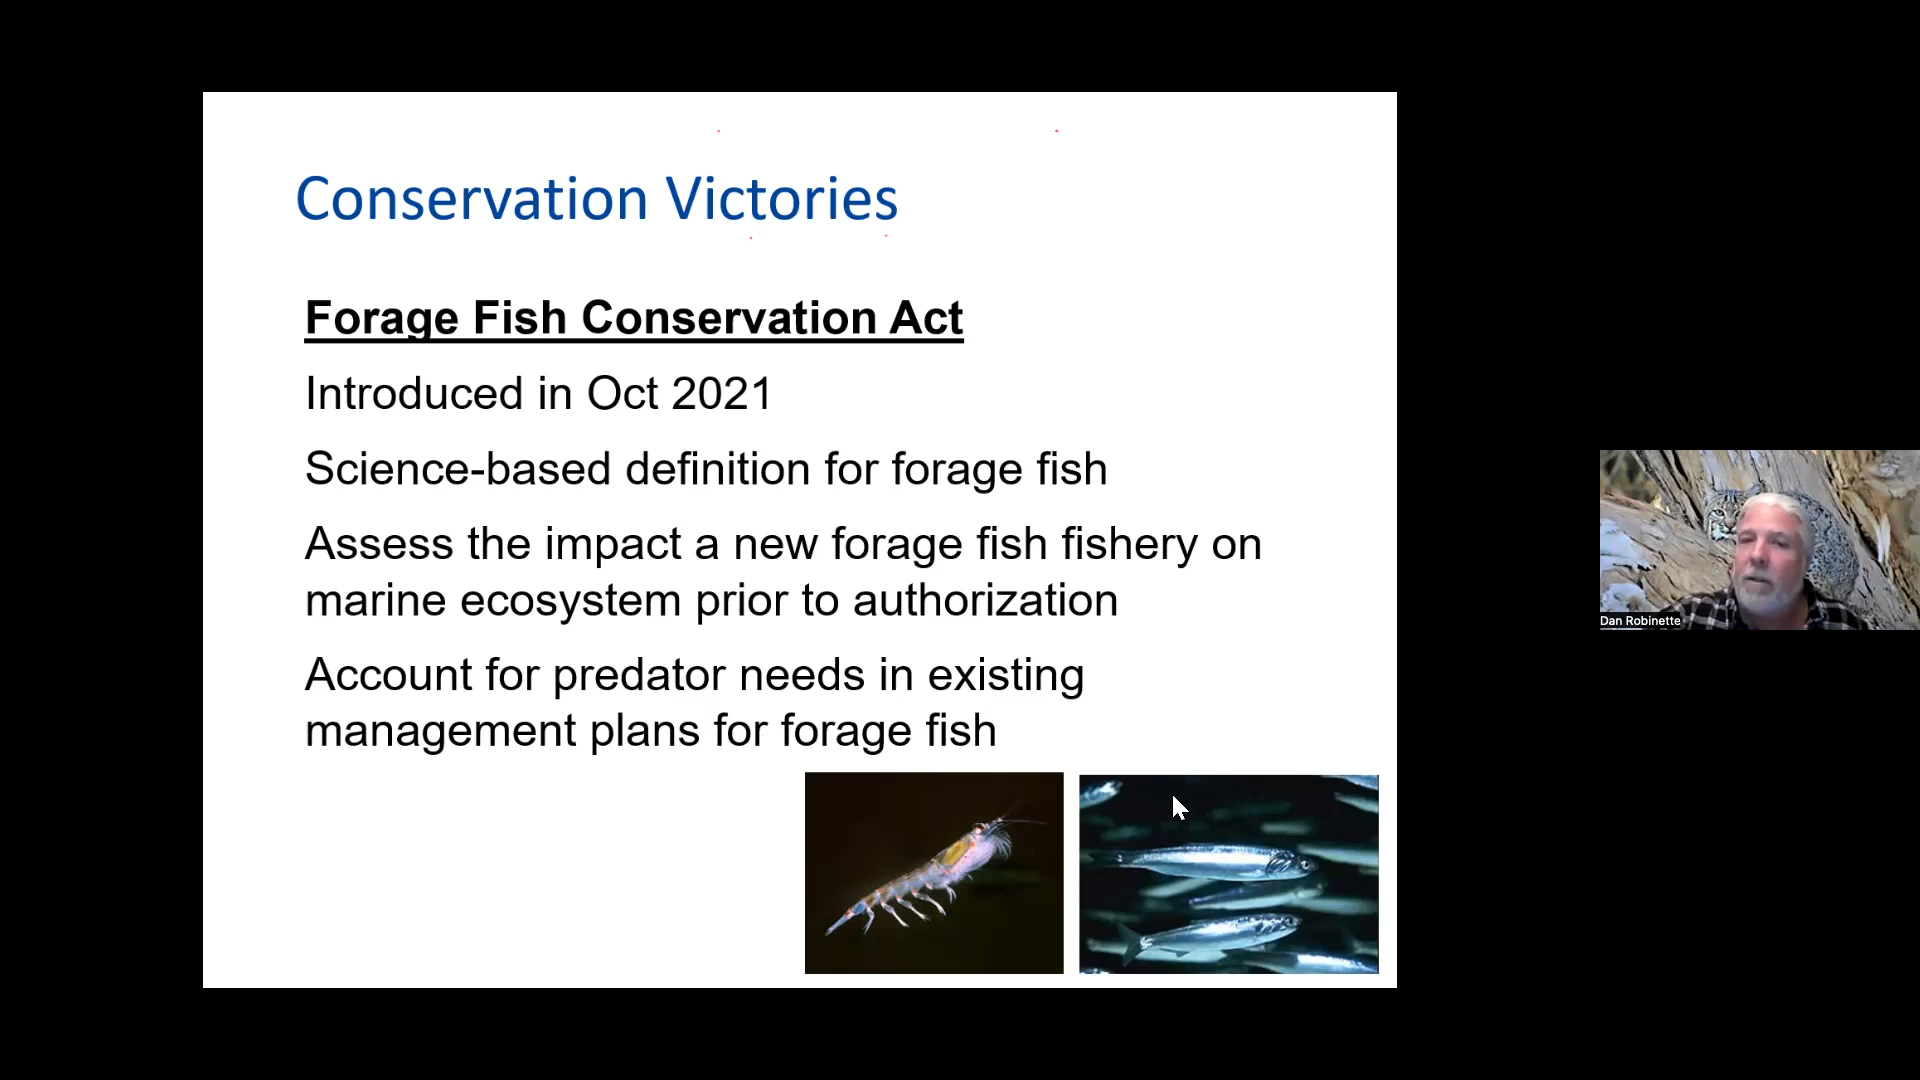 Conservation Victories
Forage Fish Conservation Act
Introduced in Oct 2021
Science-based definition for forage fish
Assess the impact a new forage fish fishery on
marine ecosystem prior to authorization
Account for predator needs in existing
management plans for forage fish
Dan Robinette